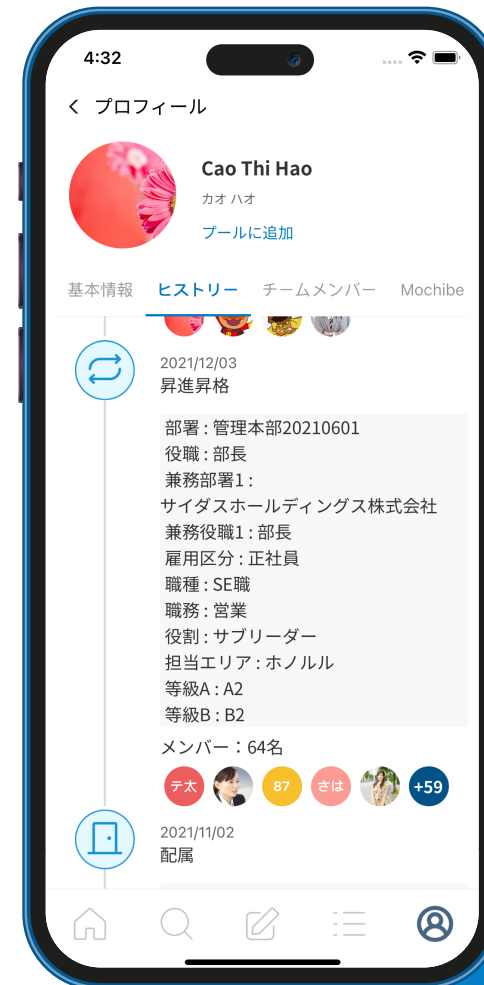 4:32
プロフィール
Cao Thi Hao
カオ ハオ
プールに追加
基本情報 ヒストリー チームメンバー Mochibe
2021/12/03
昇進昇格
部署 : 管理本部20210601
役職 : 部長
兼務部署1 :
サイダスホールディングス株式会社
兼務役職1 : 部長
雇用区分 : 正社員
職種 : SE職
職務 : 営業
役割 : サブリーダー
担当エリア : ホノルル
等級A : A2
等級B : B2
メンバー：64名
テ太 87 さは +59
2021/11/02
配属